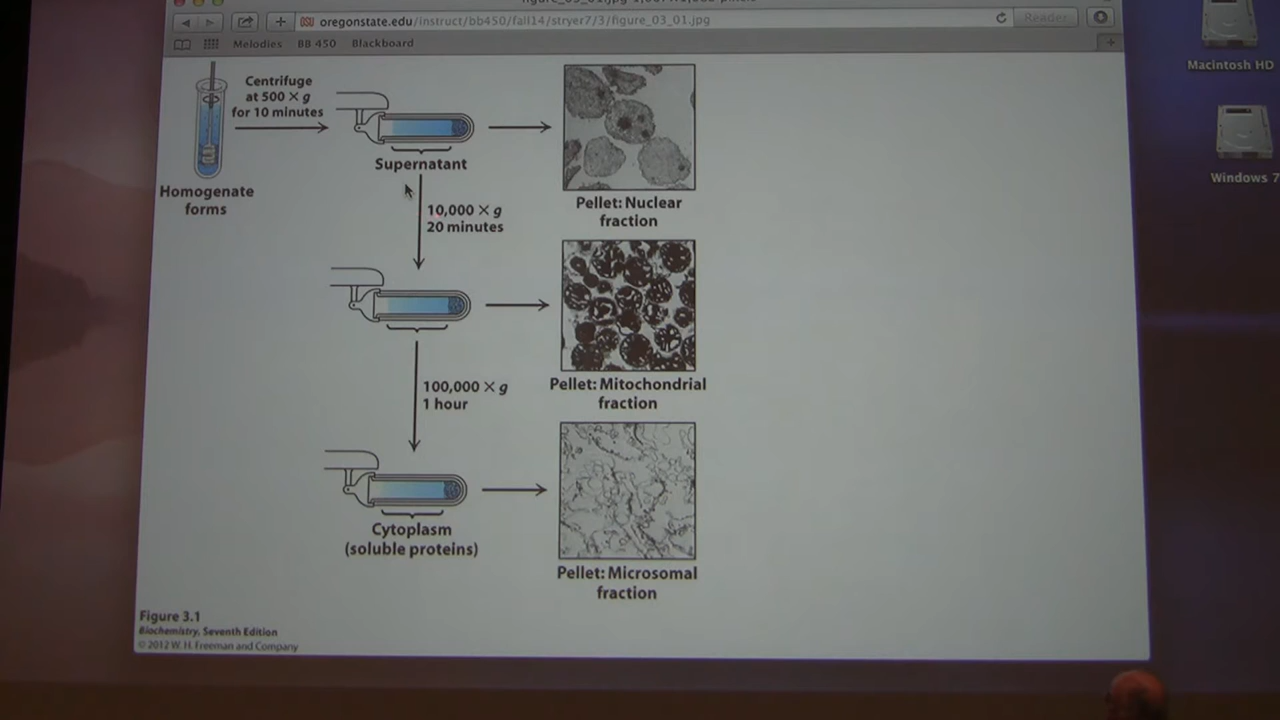 oregonstate.edu/instruct/bb450/fall14/stryer7/3/figure_03_01.jpg
Reader
Melodies BB 450 Blackboard
Macintosh HD
Windows 7
Centrifuge
at 500 × g
for 10 minutes
Homogenate
forms
Supernatant
Pellet: Nuclear
fraction
10,000 × g
20 minutes
Pellet: Mitochondrial
fraction
100,000 × g
1 hour
Cytoplasm
(soluble proteins)
Pellet: Microsomal
fraction
Figure 3.1
Biochemistry, Seventh Edition
© 2012 W. H. Freeman and Company